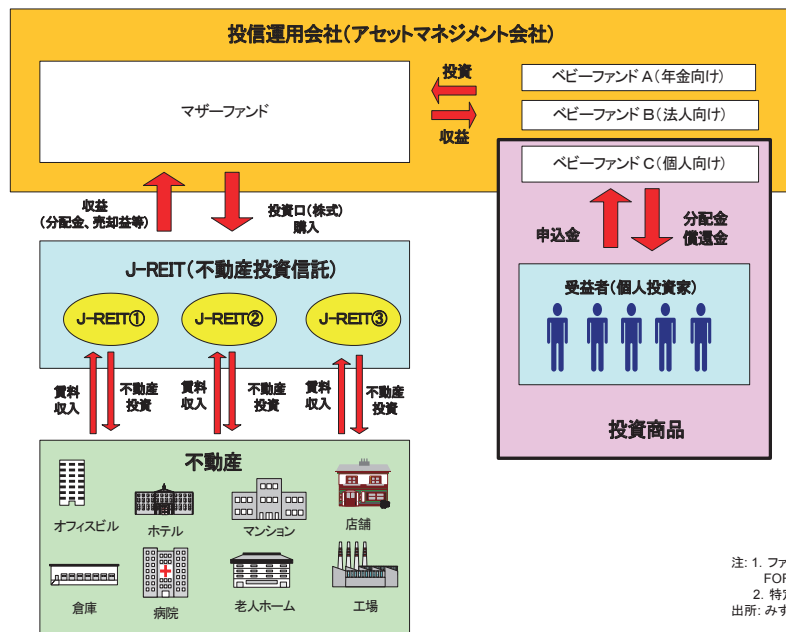 投信運用会社(アセットマネジメント会社)
マザーファンド
投資
収益
ベビーファンド A(年金向け)
ベビーファンド B(法人向け)
ベビーファンド C(個人向け)
収益
(分配金、売却益等)
投資口(株式)
購入
申込金
分配金
償還金
J-REIT(不動産投資信託)
J-REIT①
J-REIT②
J-REIT③
受益者(個人投資家)
投資商品
賃料
収入
不動産
投資
賃料
収入
不動産
投資
賃料
収入
不動産
投資
不動産
オフィスビル
ホテル
マンション
店舗
倉庫
病院
老人ホーム
工場
注: 1. ファ
FOF
2. 特定
出所: みす